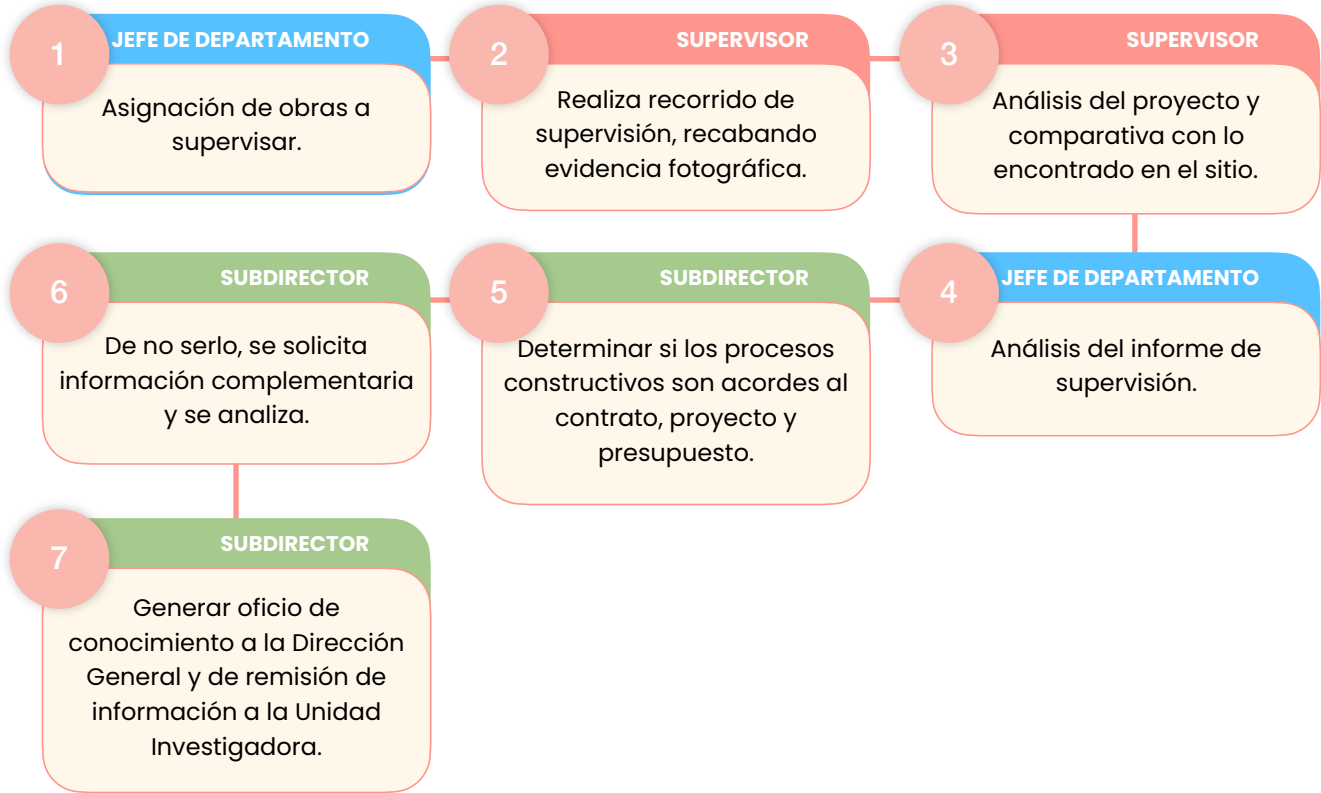 1
JEFE DE DEPARTAMENTO
Asignación de obras a
supervisar.
2
SUPERVISOR
Realiza recorrido de
supervisión, recabando
evidencia fotográfica.
3
SUPERVISOR
Análisis del proyecto y
comparativa con lo
encontrado en el sitio.
4
JEFE DE DEPARTAMENTO
Análisis del informe de
supervisión.
5
SUBDIRECTOR
Determinar si los procesos
constructivos son acordes al
contrato, proyecto y
presupuesto.
6
SUBDIRECTOR
De no serlo, se solicita
información complementaria
y se analiza.
7
SUBDIRECTOR
Generar oficio de
conocimiento a la Dirección
General y de remisión de
información a la Unidad
Investigadora.